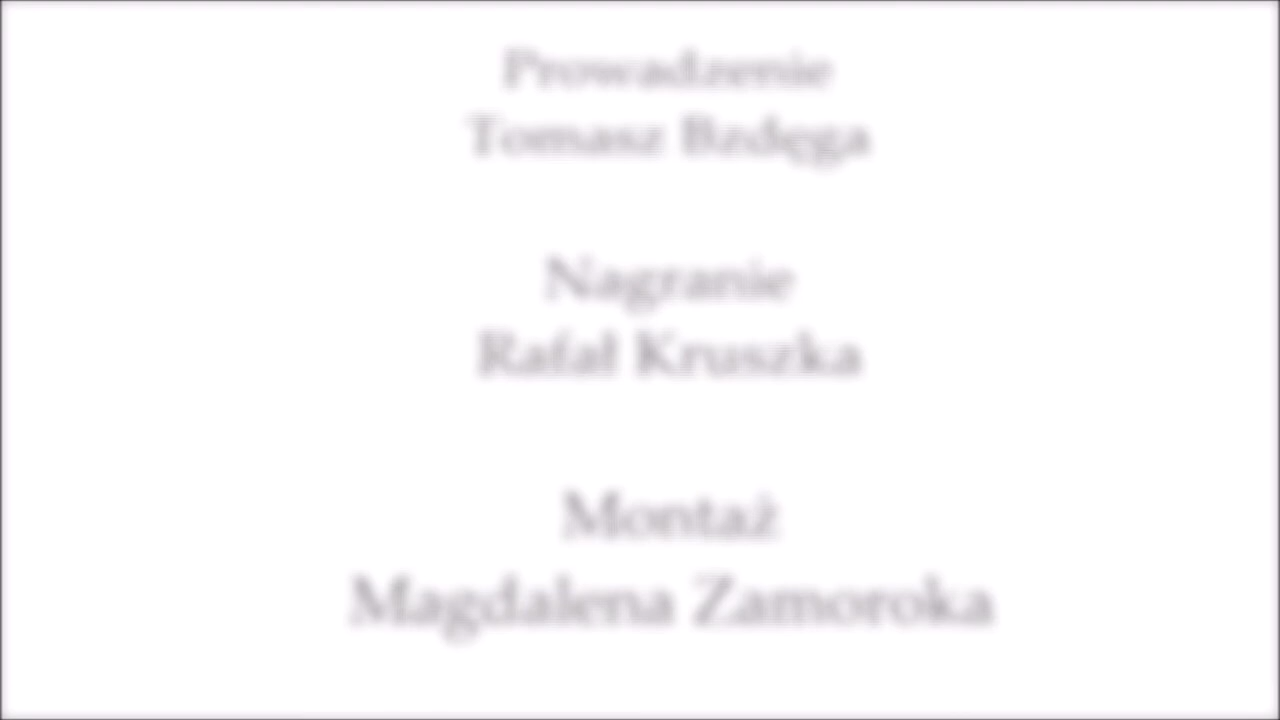 Prowadzenie
Tomasz Bzdęga
Nagranie
Rafał Kruszka
Montaż
Magdalena Zamoroka